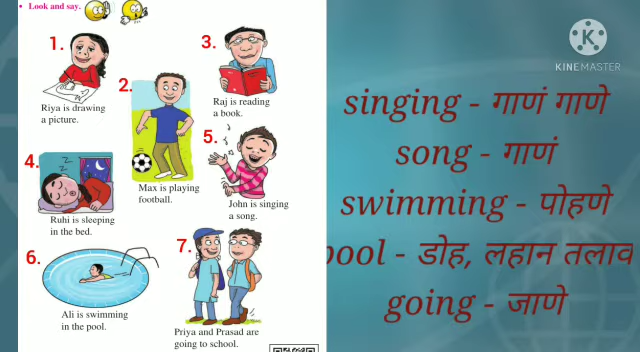 • Look and say.
1.
Riya is drawing
a picture.
2.
Max is playing
football.
3.
Raj is reading
a book.
4.
Ruhi is sleeping
in the bed.
5.
John is singing
a song.
6.
Ali is swimming
in the pool.
7.
Priya and Prasad are
going to school.
KINEMASTER
singing - गाणं गाणे
song - गाणं
swimming - पोहणे
pool - डोह, लहान तलाव
going - जाणे